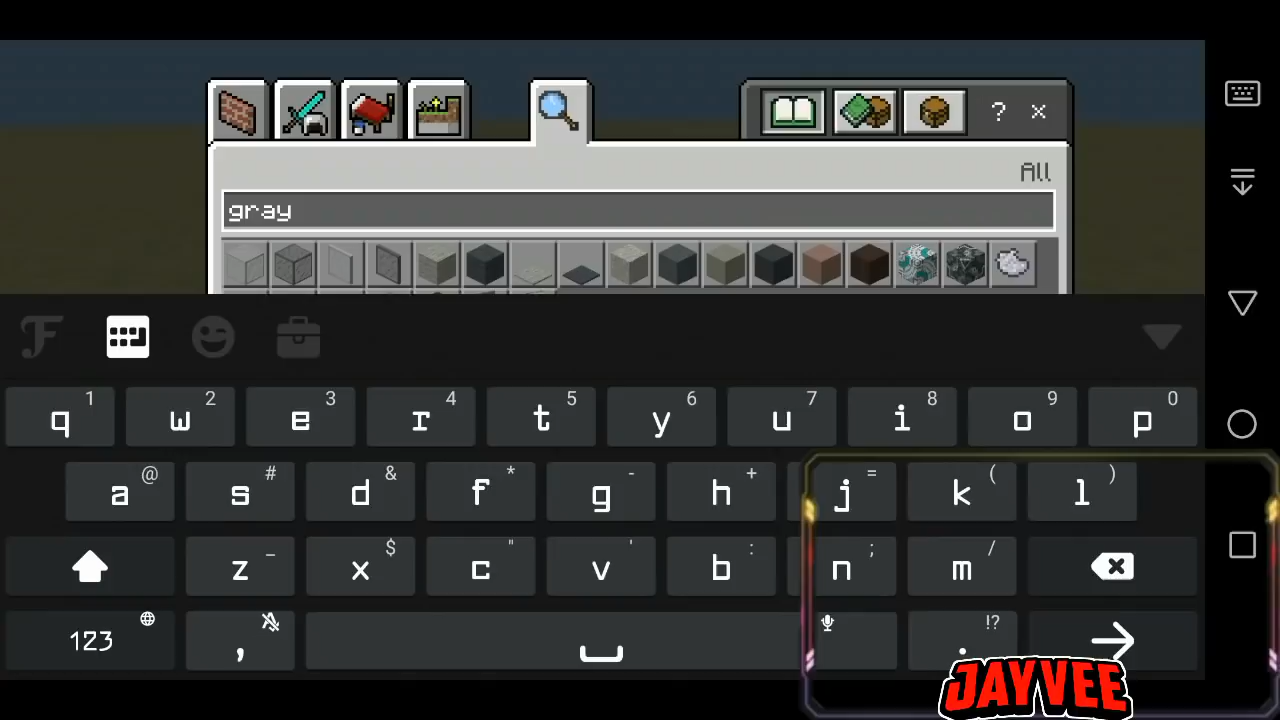 ? ×
All
gray
F
1 2 3 4 5 6 7 8 9 0
q w e r t y u i o p
@ # & * - + = ( )
a s d f g h j k l
_ $ " ' : ; /
z x c v b n m
!?
123 , .
JAYVEE